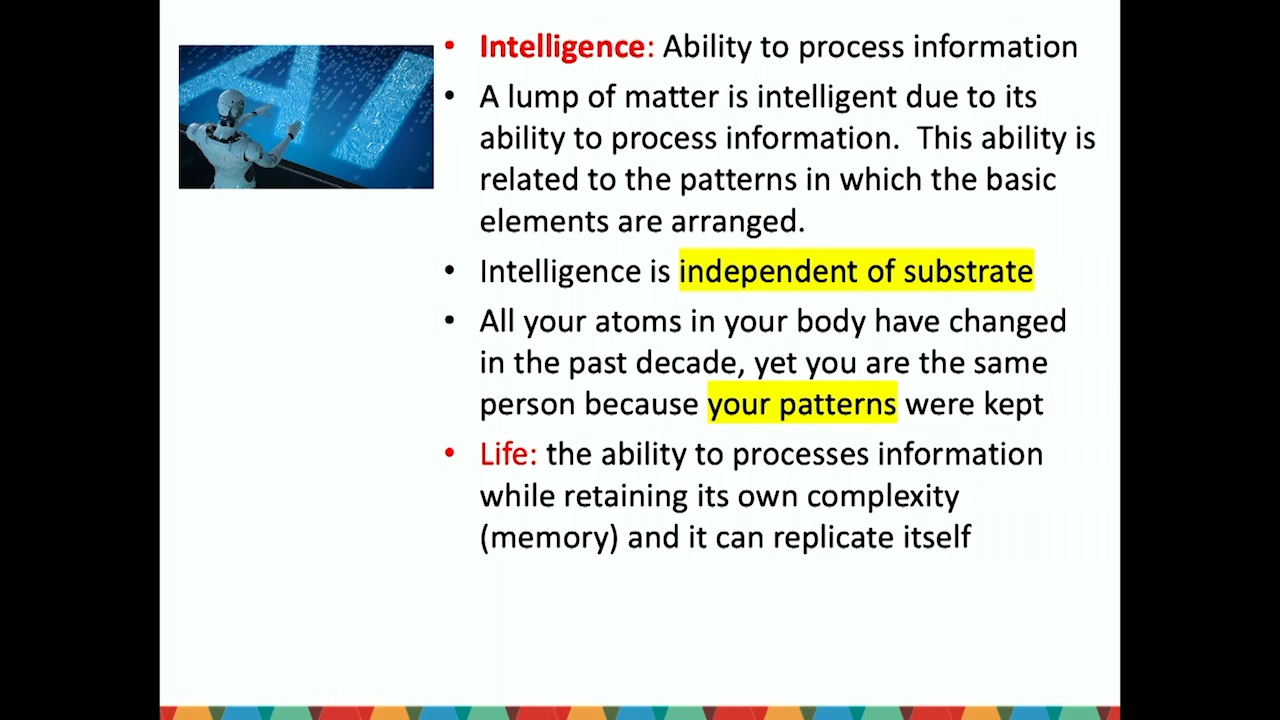 • Intelligence: Ability to process information
• A lump of matter is intelligent due to its
ability to process information. This ability is
related to the patterns in which the basic
elements are arranged.
• Intelligence is independent of substrate
• All your atoms in your body have changed
in the past decade, yet you are the same
person because your patterns were kept
• Life: the ability to processes information
while retaining its own complexity
(memory) and it can replicate itself
AI